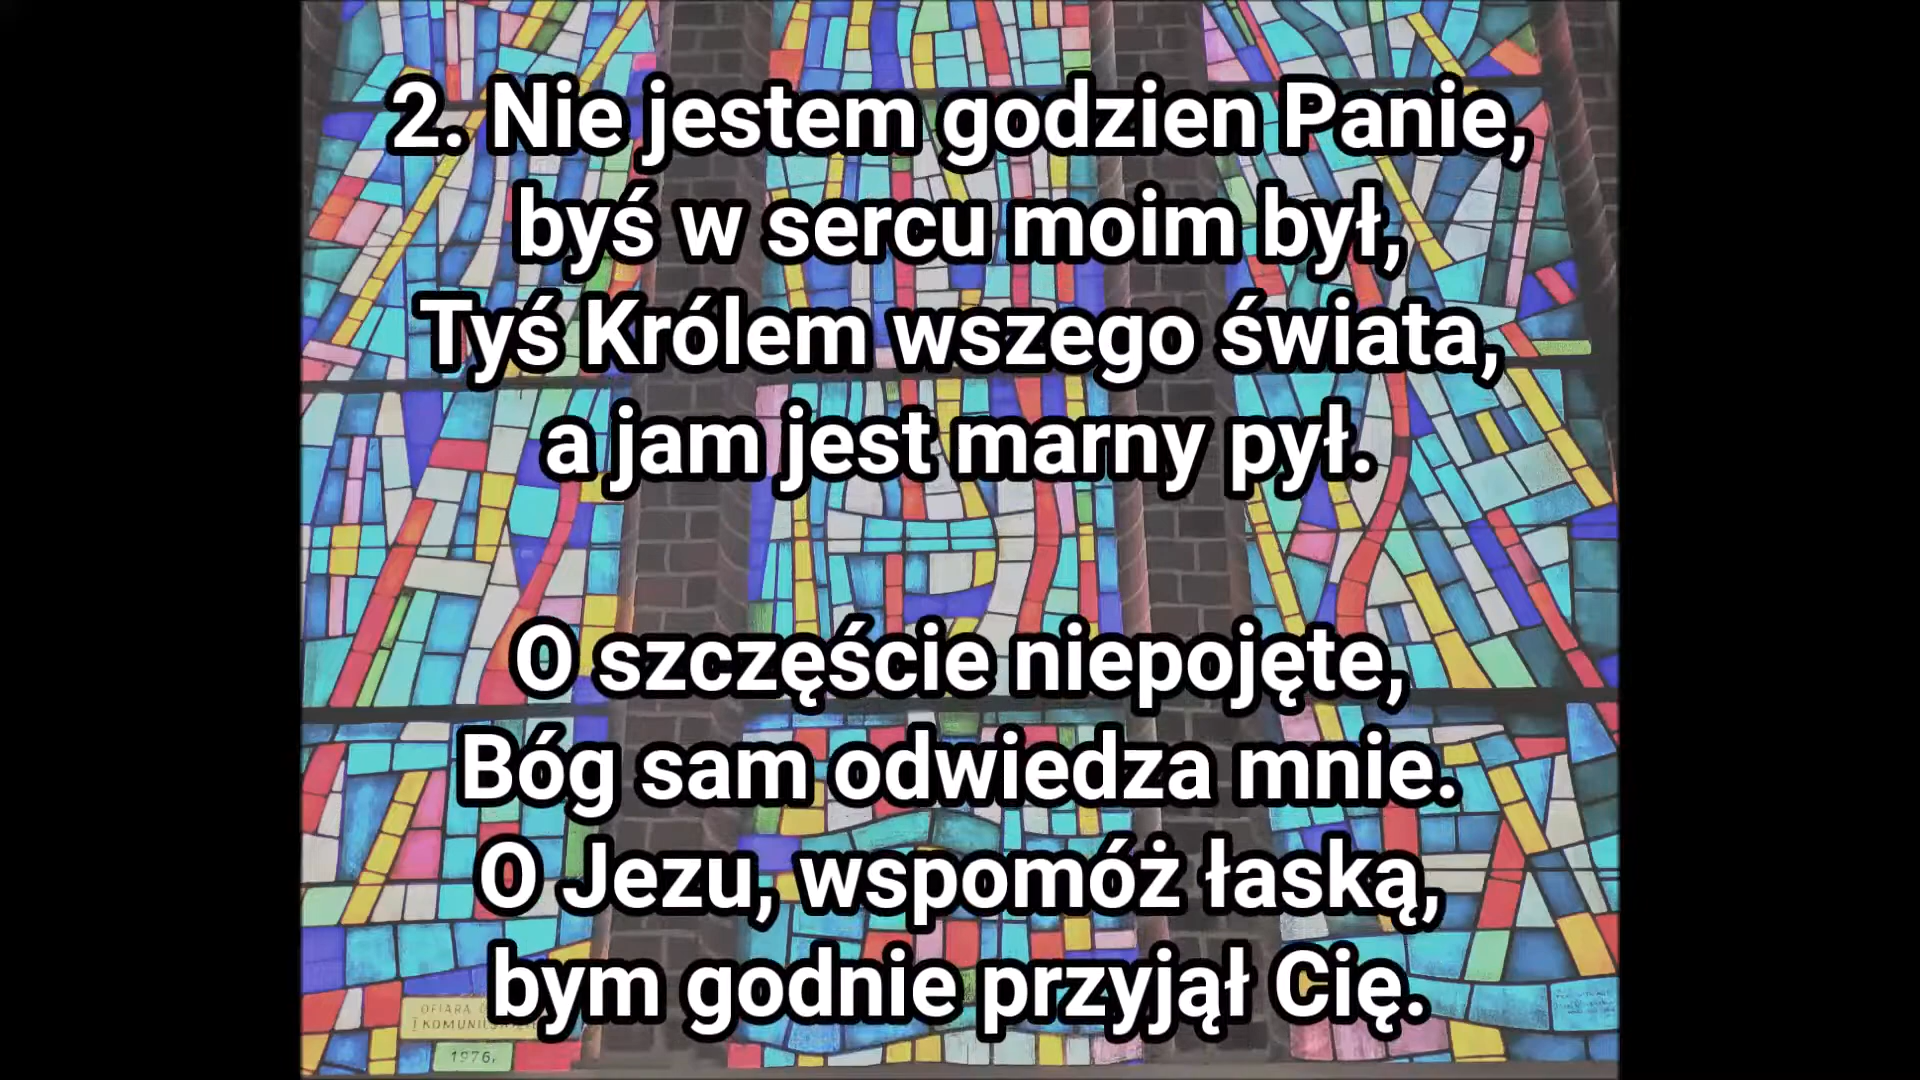 2. Nie jestem godzien Panie,
byś w sercu moim był,
Tyś Królem wszego świata,
a jam jest marny pył.
O szczęście niepojęte,
Bóg sam odwiedza mnie.
O Jezu, wspomóż łaską,
bym godnie przyjął Cię.
OFIARA
1976,